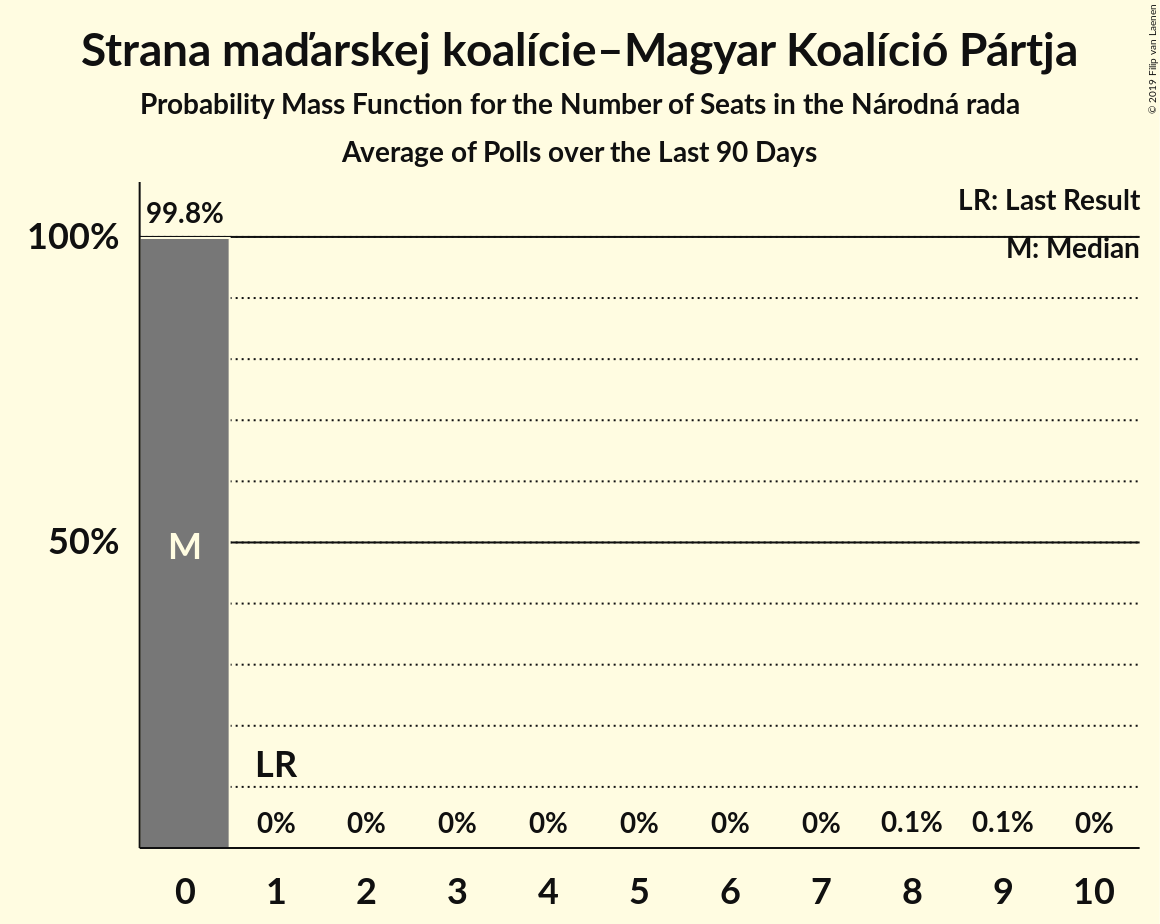 Strana maďarskej koalície–Magyar Koalíció Pártja
Probability Mass Function for the Number of Seats in the Národná rada
Average of Polls over the Last 90 Days
© 2019 Filip van Laenen
LR: Last Result
M: Median
99.8%
100%
50%
M
LR
0% 0% 0% 0% 0% 0% 0% 0.1% 0.1% 0%
0 1 2 3 4 5 6 7 8 9 10